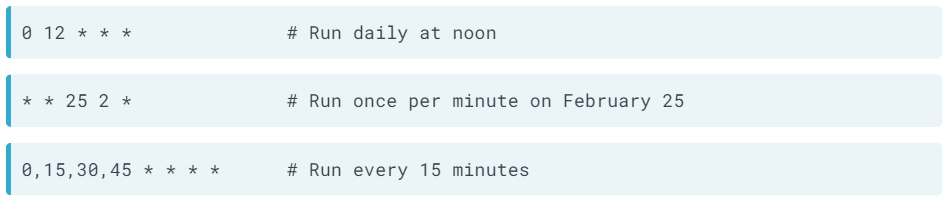 0 12 * * * # Run daily at noon
* * 25 2 * # Run once per minute on February 25
0,15,30,45 * * * * # Run every 15 minutes